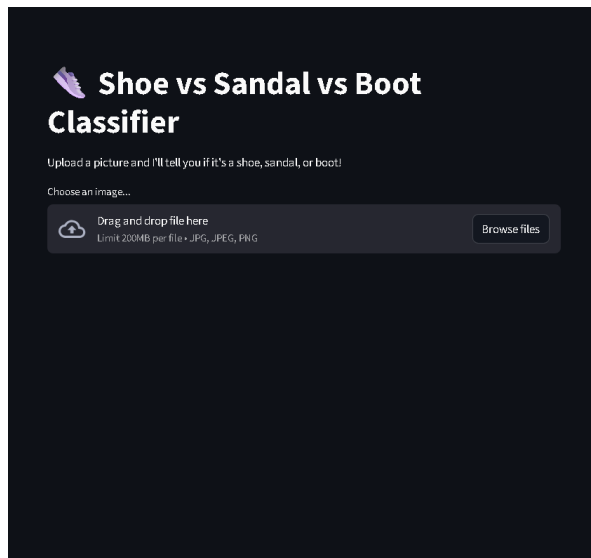 Shoe vs Sandal vs Boot
Classifier
Upload a picture and I'll tell you if it's a shoe, sandal, or boot!
Choose an image...
Drag and drop file here
Limit 200MB per file • JPG, JPEG, PNG
Browse files